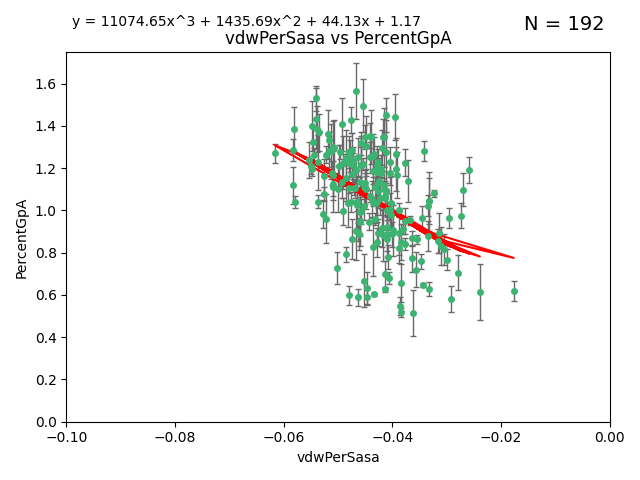 y = 11074.65x^3 + 1435.69x^2 + 44.13x + 1.17
N = 192
vdwPerSasa vs PercentGpA
PercentGpA
1.6
1.4
1.2
1.0
0.8
0.6
0.4
0.2
0.0
−0.10 −0.08 −0.06 −0.04 −0.02 0.00
vdwPerSasa